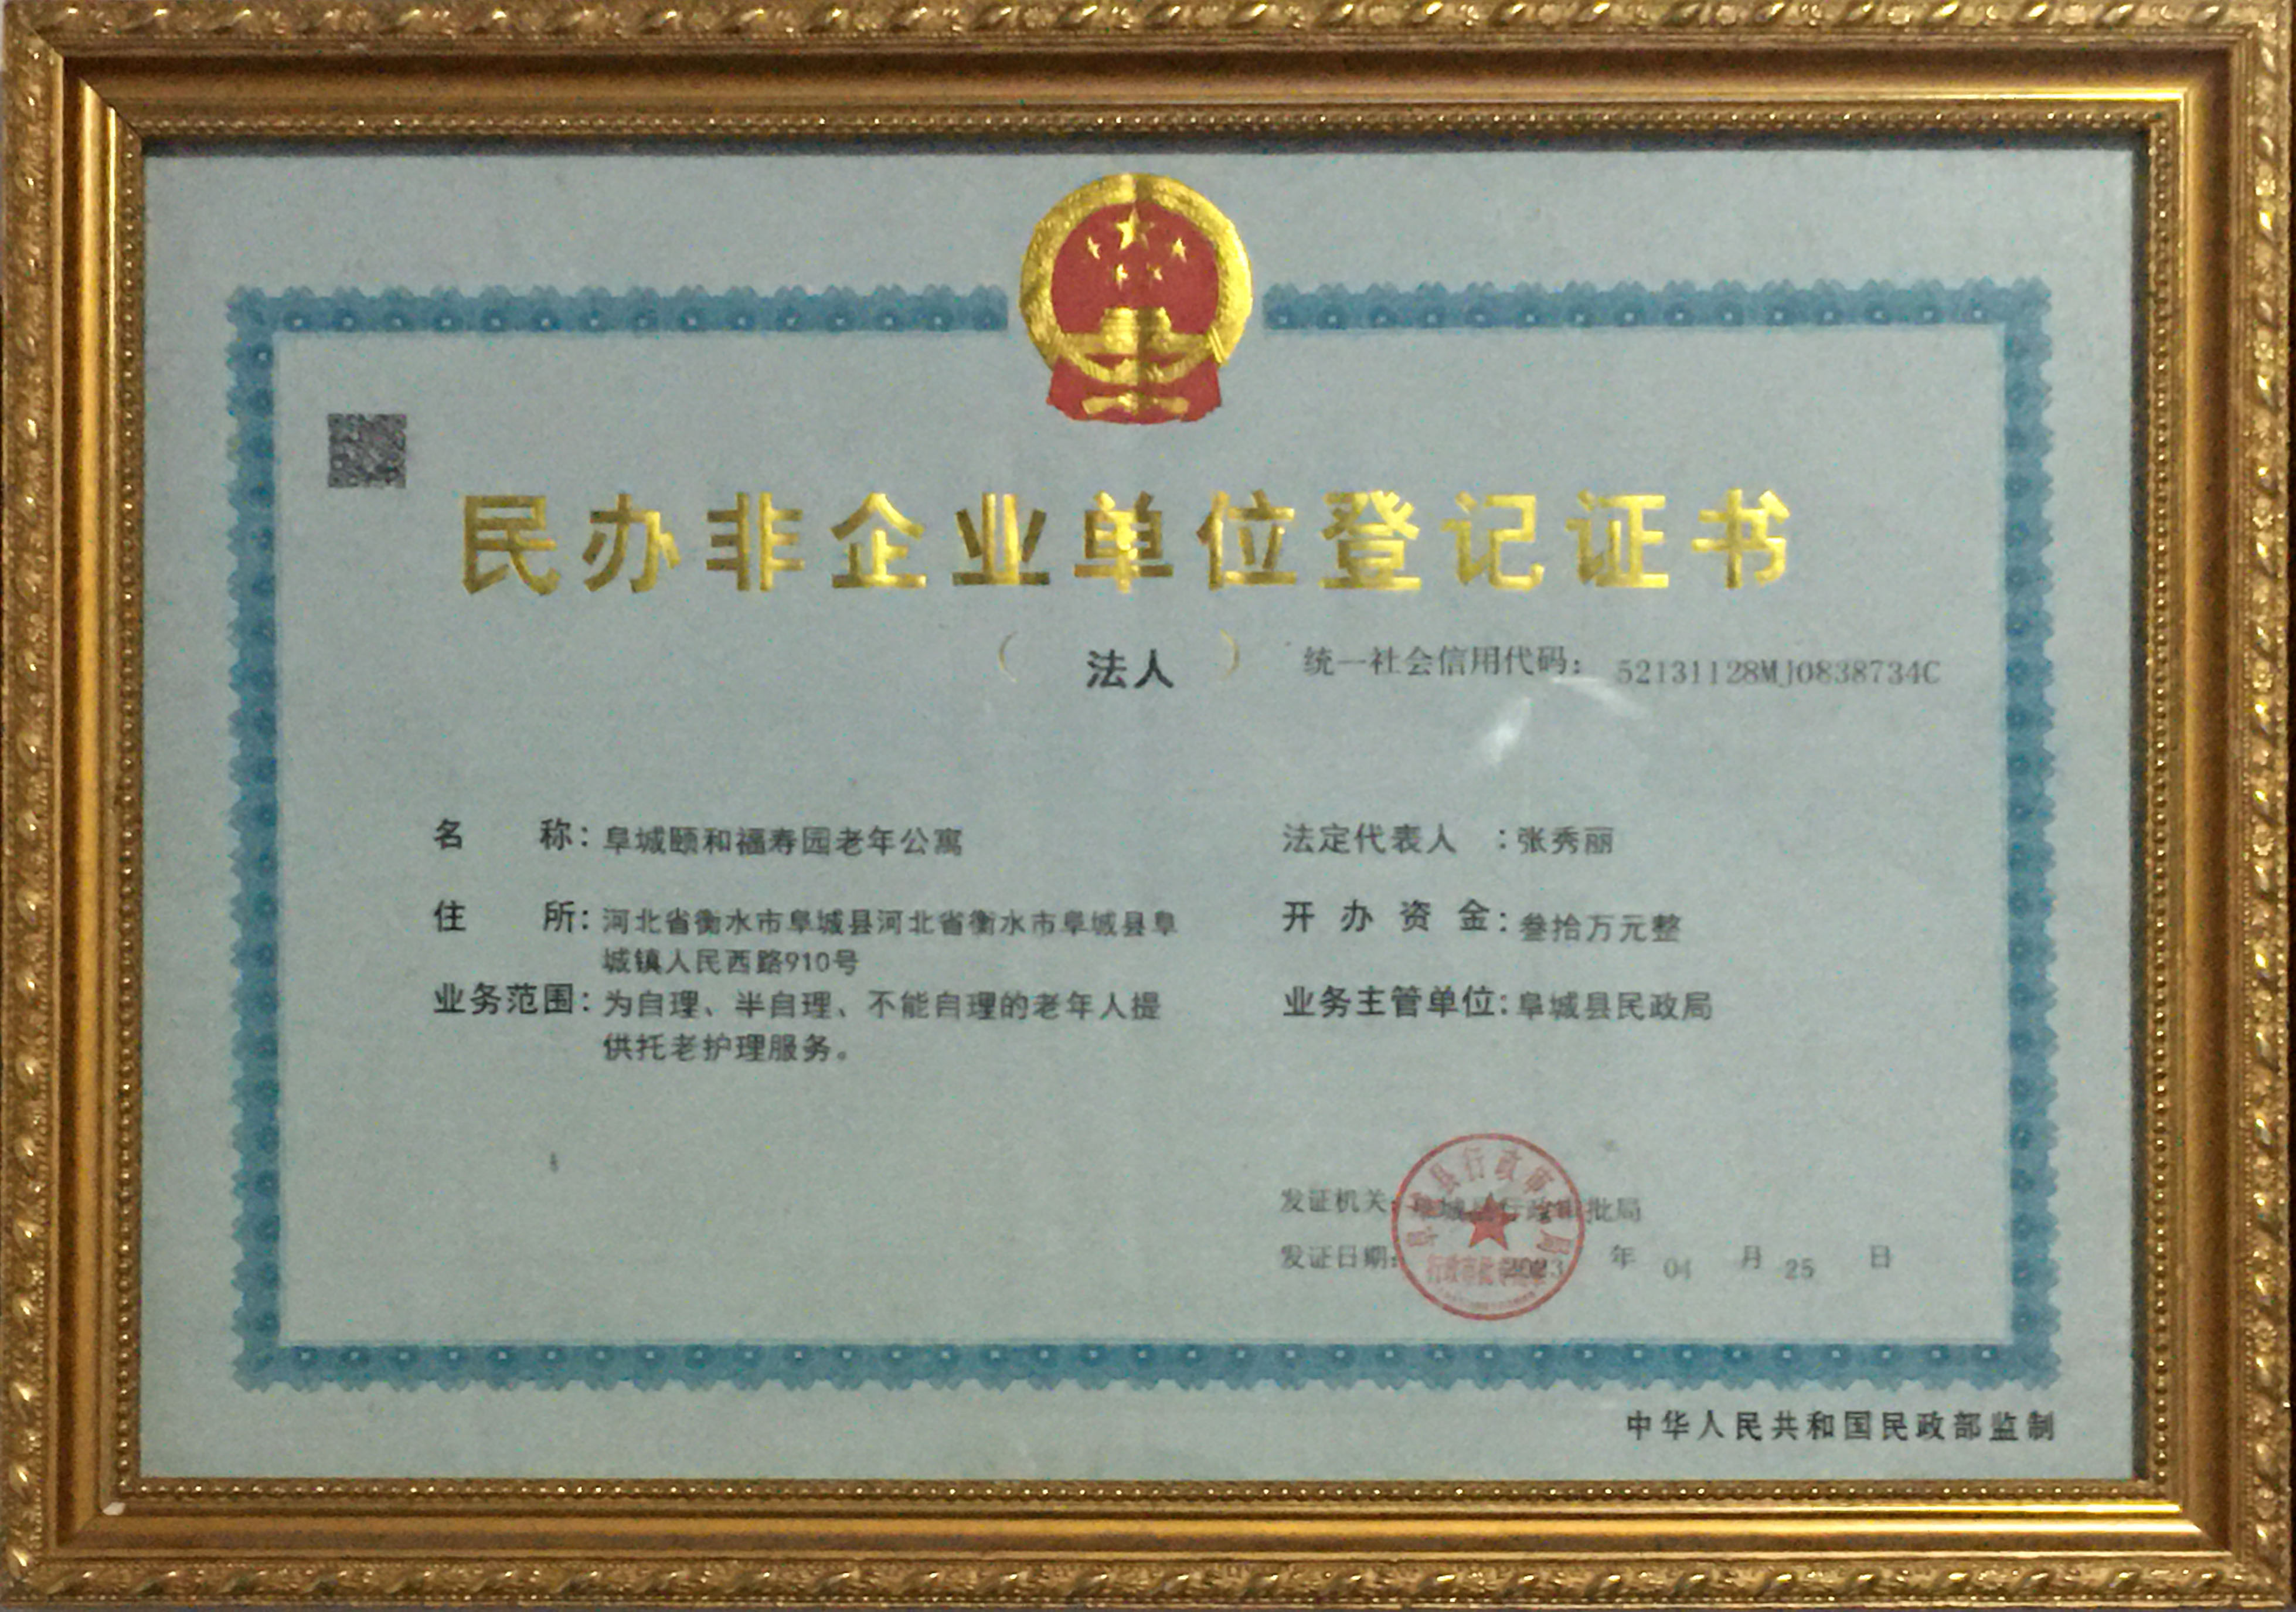 民办非企业单位登记证书
（ 法人 ） 统一社会信用代码： 52131128MJ0838734C
名 称：阜城颐和福寿园老年公寓
法定代表人 ：张秀丽
住 所：河北省衡水市阜城县河北省衡水市阜城县阜
城镇人民西路910号
开办资金：叁拾万元整
业务范围：为自理、半自理、不能自理的老年人提
供托老护理服务。
业务主管单位：阜城县民政局
发证机关：阜城县行政审批局
发证日期： 2023 年 04 月 25 日
中华人民共和国民政部监制